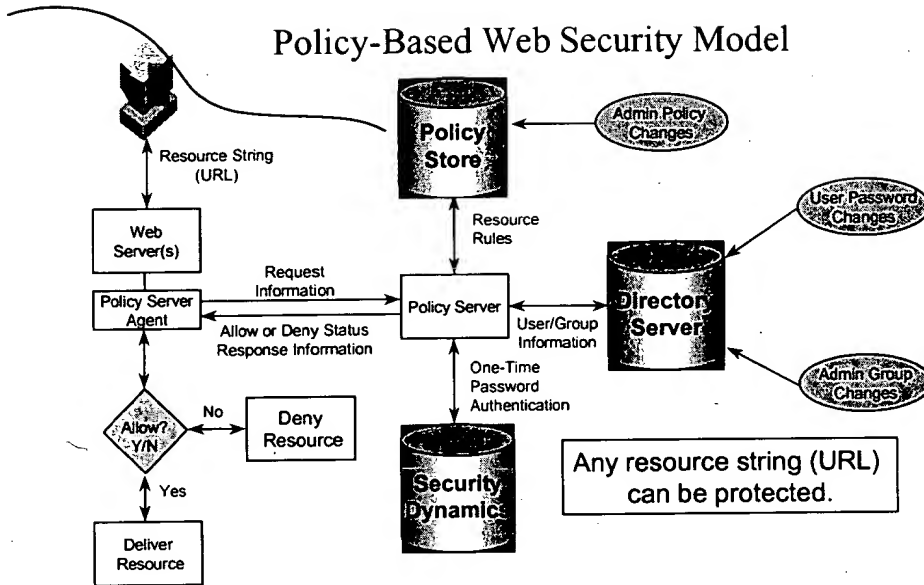 Policy-Based Web Security Model
Resource String
(URL)
Policy
Store
Admin Policy
Changes
User Password
Changes
Web
Server(s)
Resource
Rules
Request
Information
Policy Server
Agent
Policy Server
Allow or Deny Status
Response Information
User/Group
Information
Directory
Server
One-Time
Password
Authentication
Admin Group
Changes
Allow?
Y/N
No
Deny
Resource
Yes
Security
Dynamics
Any resource string (URL)
can be protected.
Deliver
Resource